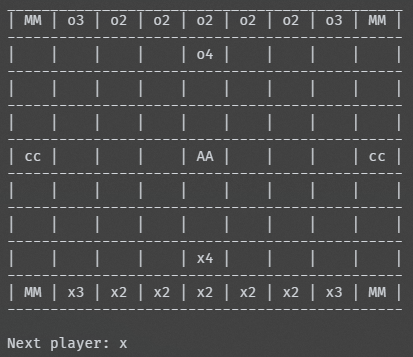 | MM | o3 | o2 | o2 | o2 | o2 | o2 | o3 | MM |
|    |    |    |    | o4 |    |    |    |    |
|    |    |    |    |    |    |    |    |    |
|    |    |    |    |    |    |    |    |    |
| cc |    |    |    | AA |    |    |    | cc |
|    |    |    |    |    |    |    |    |    |
|    |    |    |    |    |    |    |    |    |
|    |    |    |    | x4 |    |    |    |    |
| MM | x3 | x2 | x2 | x2 | x2 | x2 | x3 | MM |
Next player: x